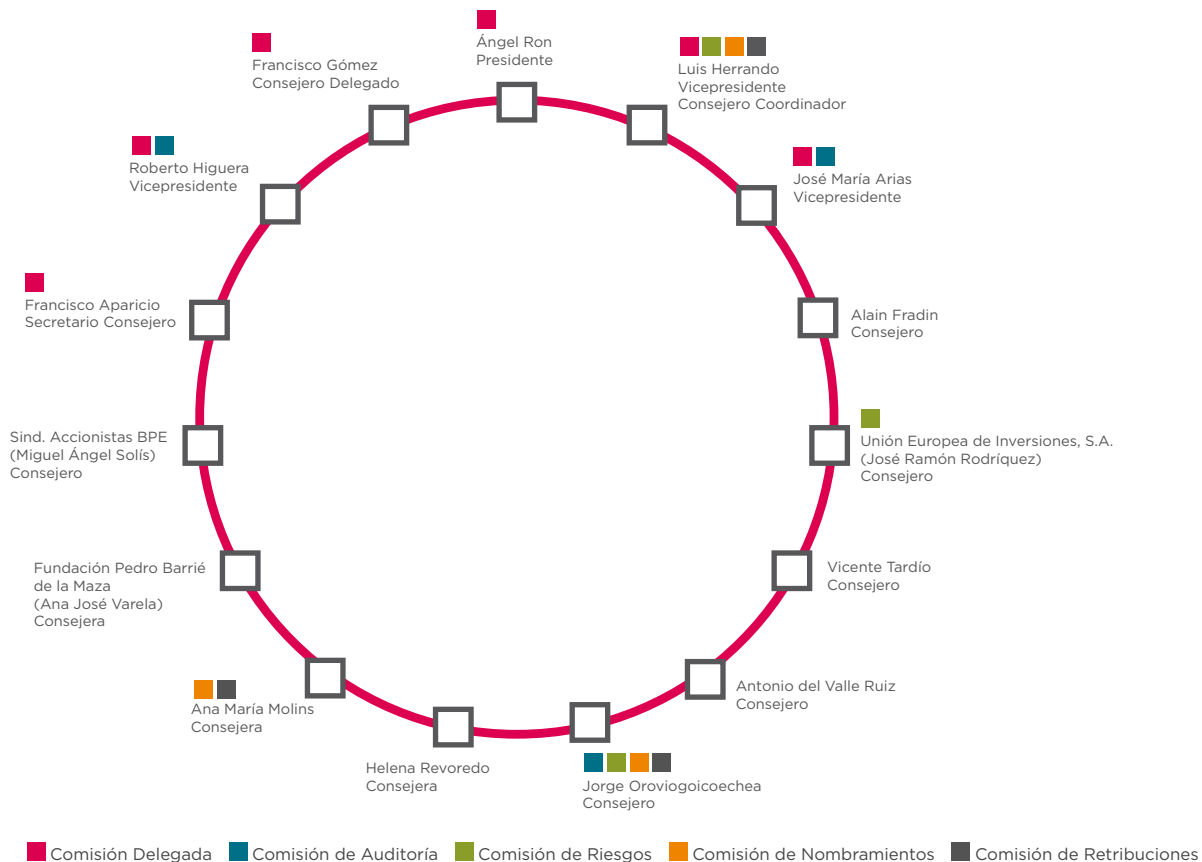 Ángel Ron
Presidente
Francisco Gómez
Consejero Delegado
Luis Herrando
Vicepresidente
Consejero Coordinador
Roberto Higuera
Vicepresidente
José María Arias
Vicepresidente
Francisco Aparicio
Secretario Consejero
Alain Fradin
Consejero
Sind. Accionistas BPE
(Miguel Ángel Solís)
Consejero
Unión Europea de Inversiones, S.A.
(José Ramón Rodríquez)
Consejero
Fundación Pedro Barrié
de la Maza
(Ana José Varela)
Consejera
Vicente Tardío
Consejero
Ana María Molins
Consejera
Antonio del Valle Ruiz
Consejero
Helena Revoredo
Consejera
Jorge Oroviogoicoechea
Consejero
Comisión Delegada Comisión de Auditoría Comisión de Riesgos Comisión de Nombramientos Comisión de Retribuciones